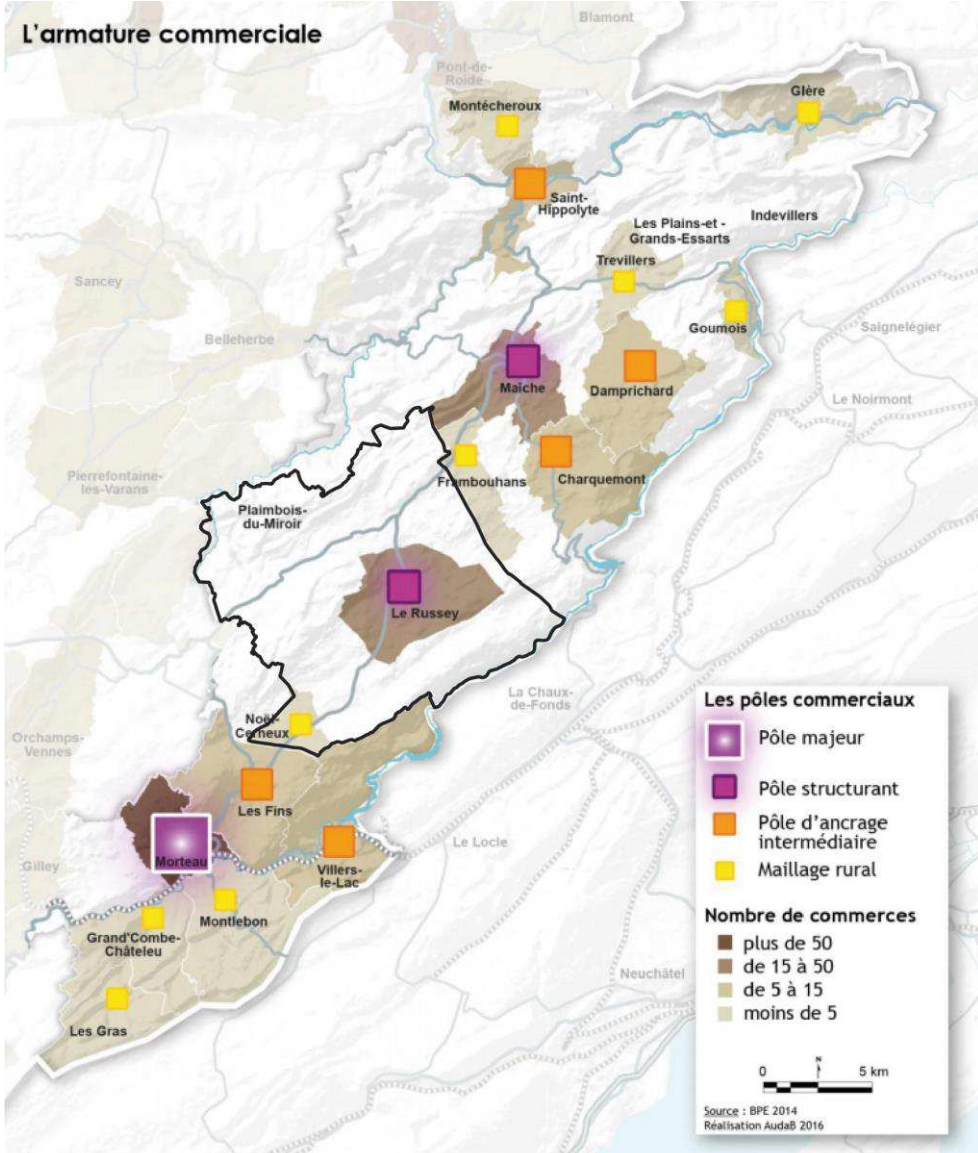 L'armature commerciale
Blamont
Pont-de-
Roide
Montécheroux
Glère
Saint-
Hippolyte
Indevillers
Les Plains-et -
Grands-Essarts
Trevillers
Sancey
Goumois
Saignelégier
Belleherbe
Maîche
Damprichard
Le Noirmont
Frambouhans
Charquemont
Pierrefontaine-
les-Varans
Plaimbois-
du-Miroir
Le Russey
La Chaux-
de-Fonds
Noël-
Cerneux
Orchamps-
Vennes
Les Fins
Le Locle
Gilley
Morteau
Villers-
le-Lac
Montlebon
Grand'Combe-
Châteleu
Neuchâtel
Les Gras
Les pôles commerciaux
Pôle majeur
Pôle structurant
Pôle d'ancrage
intermédiaire
Maillage rural
Nombre de commerces
plus de 50
de 15 à 50
de 5 à 15
moins de 5
N
0 5 km
Source : BPE 2014
Réalisation AudaB 2016